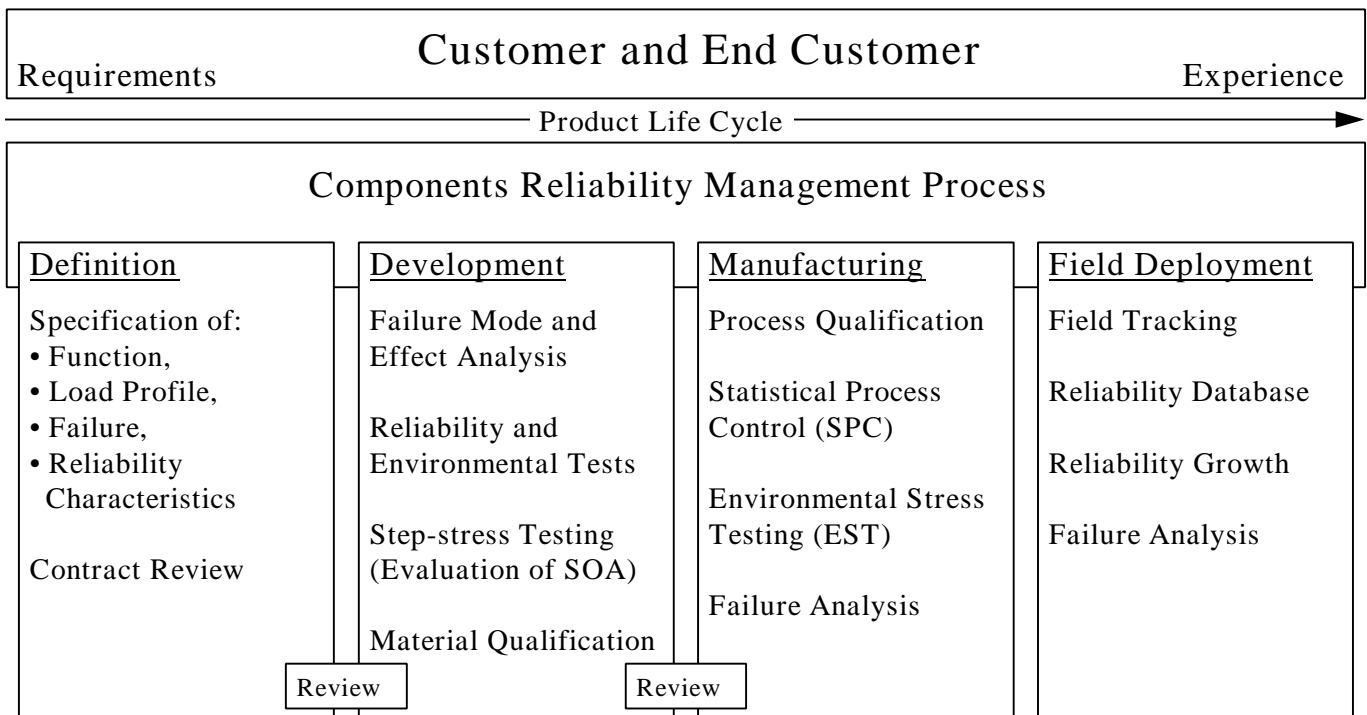 Customer and End Customer
Requirements
Experience
Product Life Cycle
Components Reliability Management Process
Definition
Specification of:
• Function,
• Load Profile,
• Failure,
• Reliability
Characteristics
Contract Review
Development
Failure Mode and
Effect Analysis
Reliability and
Environmental Tests
Step-stress Testing
(Evaluation of SOA)
Material Qualification
Manufacturing
Process Qualification
Statistical Process
Control (SPC)
Environmental Stress
Testing (EST)
Failure Analysis
Field Deployment
Field Tracking
Reliability Database
Reliability Growth
Failure Analysis
Review
Review